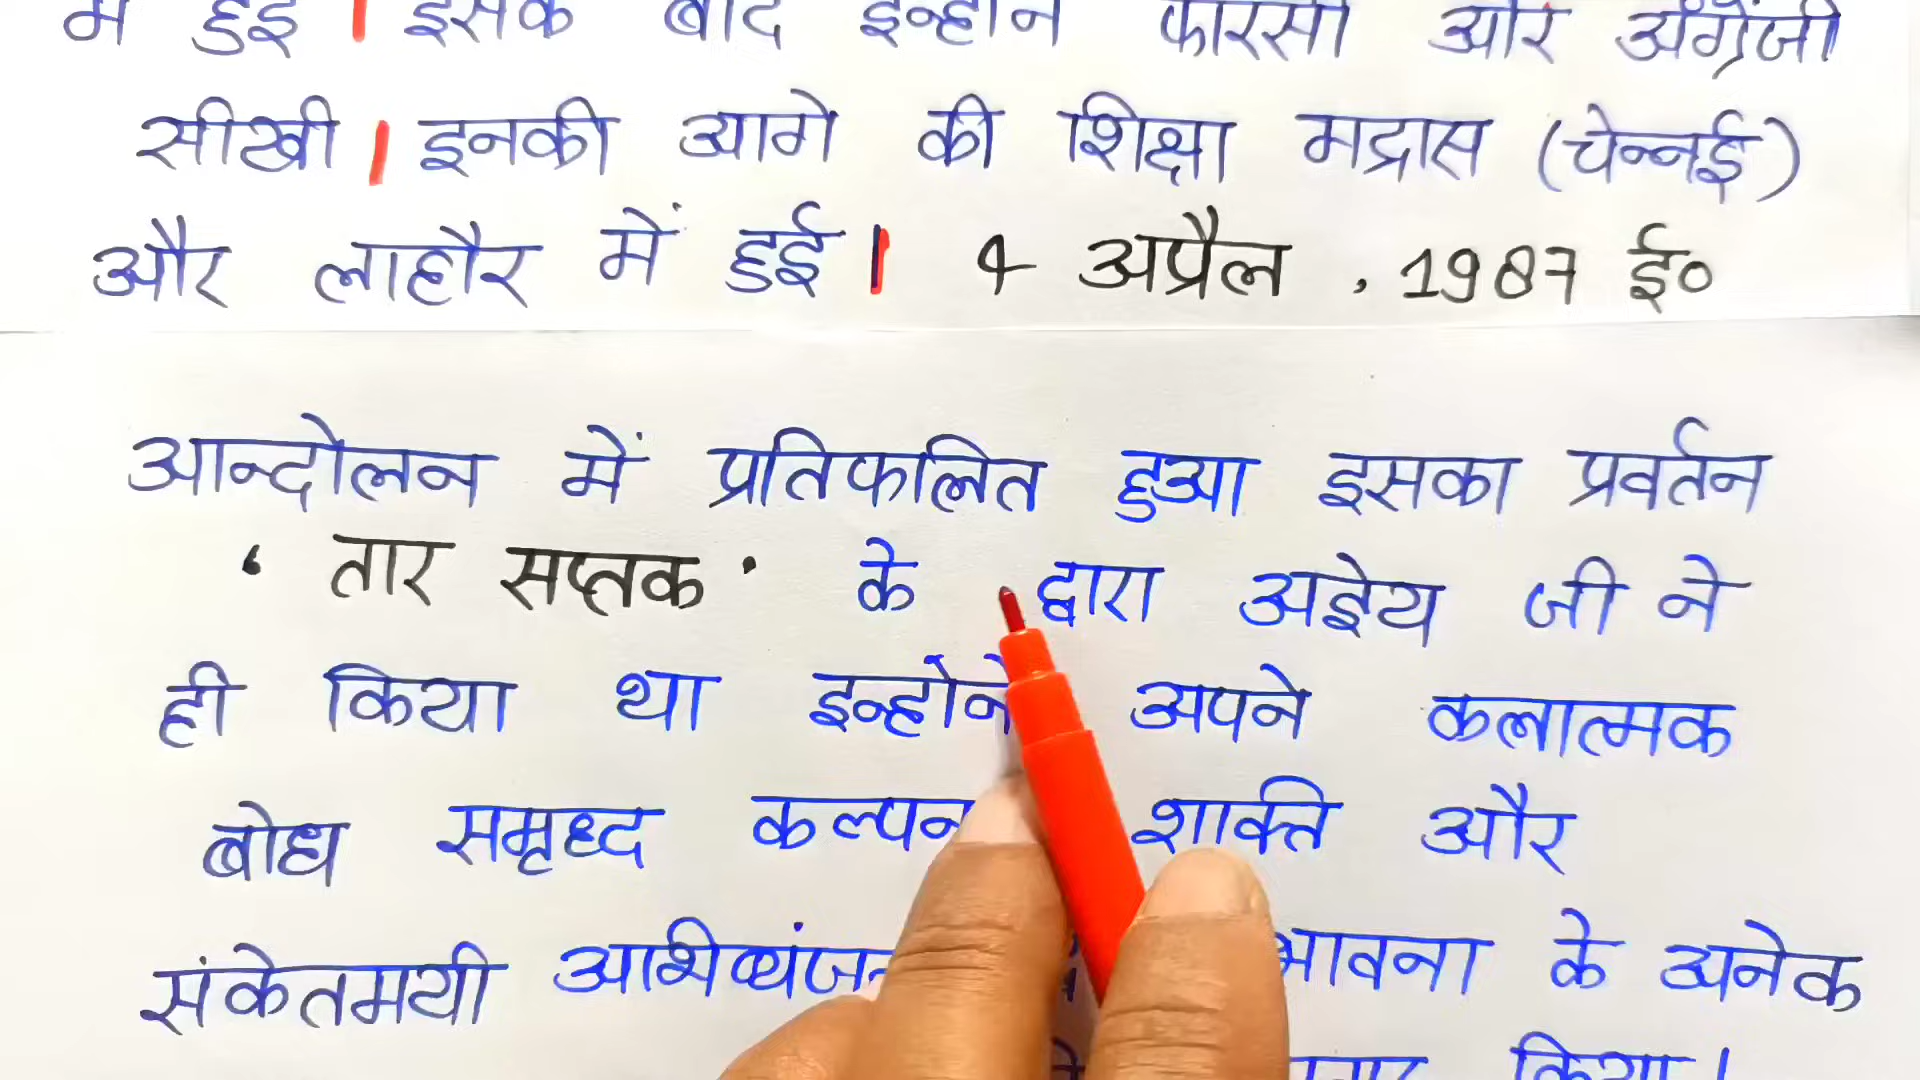 में हुई । इसके बाद इन्होंने फारसी और अंग्रेजी
सीखी । इनकी आगे की शिक्षा मद्रास (चेन्नई)
और लाहौर में हुई । 4 अप्रैल , 1987 ई०
आन्दोलन में प्रतिफलित हुआ इसका प्रवर्तन
' तार सप्तक ' के द्वारा अज्ञेय जी ने
ही किया था इन्होने अपने कलात्मक
बोध समृध्द शक्ति और
संकेतमयी भावना के अनेक
किया ।